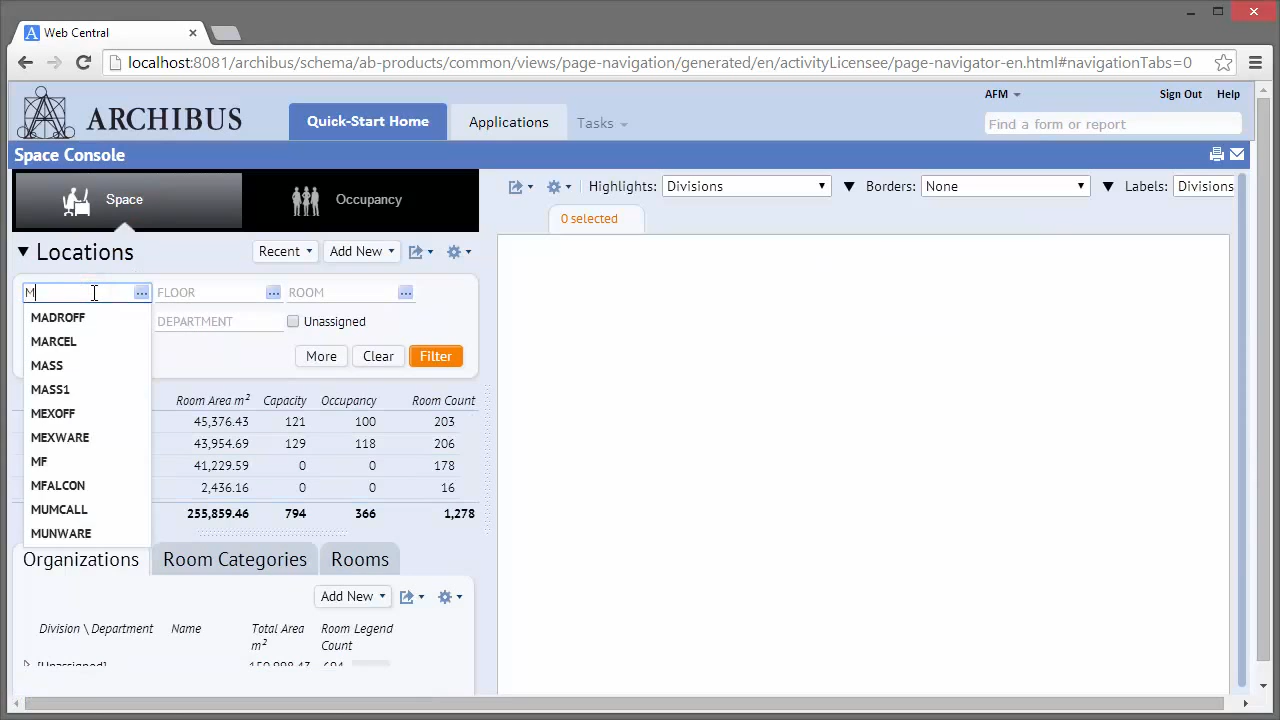 Web Central
localhost:8081/archibus/schema/ab-products/common/views/page-navigation/generated/en/activityLicensee/page-navigator-en.html#navigationTabs=0
ARCHIBUS
Quick-Start Home
Applications
Tasks
AFM
Sign Out
Help
Find a form or report
Space Console
Space
Occupancy
Highlights:
Divisions
Borders:
None
Labels:
Divisions
0 selected
Locations
Recent
Add New
M
FLOOR
ROOM
DEPARTMENT
Unassigned
More
Clear
Filter
MADROFF
MARCEL
MASS
MASS1
MEXOFF
MEXWARE
MF
MFALCON
MUMCALL
MUNWARE
Room Area m² Capacity Occupancy Room Count
45,376.43 121 100 203
43,954.69 129 118 206
41,229.59 0 0 178
2,436.16 0 0 16
255,859.46 794 366 1,278
Organizations
Room Categories
Rooms
Add New
Division \ Department
Name
Total Area m²
Room Legend Count
[Unassigned]